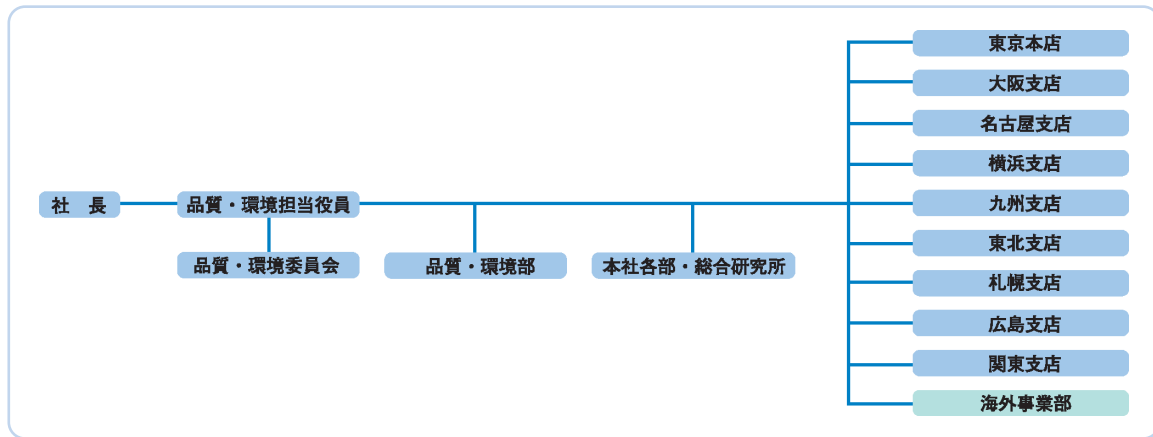 社　長
品質・環境担当役員
品質・環境委員会
品質・環境部
本社各部・総合研究所
東京本店
大阪支店
名古屋支店
横浜支店
九州支店
東北支店
札幌支店
広島支店
関東支店
海外事業部